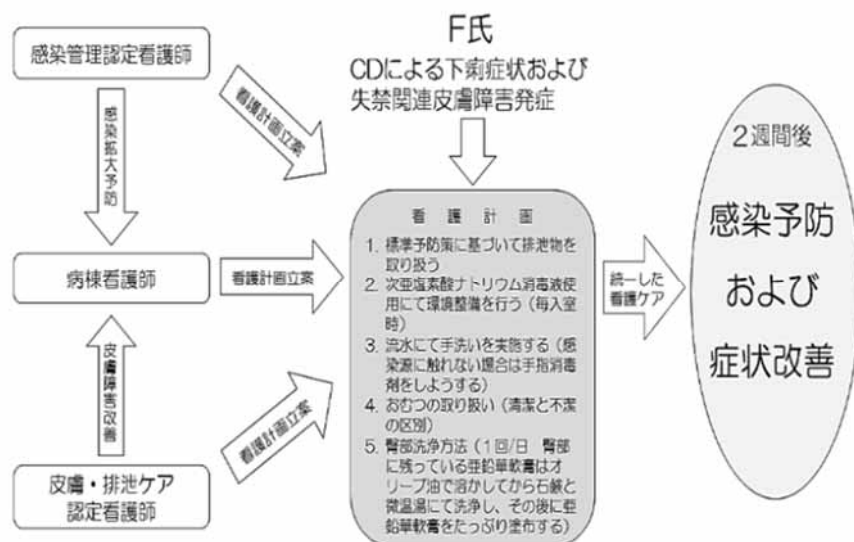 感染管理認定看護師
感染拡大予防
病棟看護師
皮膚障害改善
皮膚・排泄ケア
認定看護師
看護計画立案
看護計画立案
看護計画立案
F氏
CDによる下痢症状および
失禁関連皮膚障害発症
看護計画
1. 標準予防策に基づいて排泄物を
取り扱う
2. 次亜塩素酸ナトリウム消毒液使
用にて環境整備を行う（毎入室
時）
3. 流水にて手洗いを実施する（感
染源に触れない場合は手指消毒
剤をしようする）
4. おむつの取り扱い（清潔と不潔
の区別）
5. 臀部洗浄方法（1回/日　臀部
に残っている亜鉛華軟膏はオ
リーブ油で溶かしてから石鹸と
微温湯にて洗浄し、その後に亜
鉛華軟膏をたっぷり塗布する）
統一した
看護ケア
2週間後
感染予防
および
症状改善